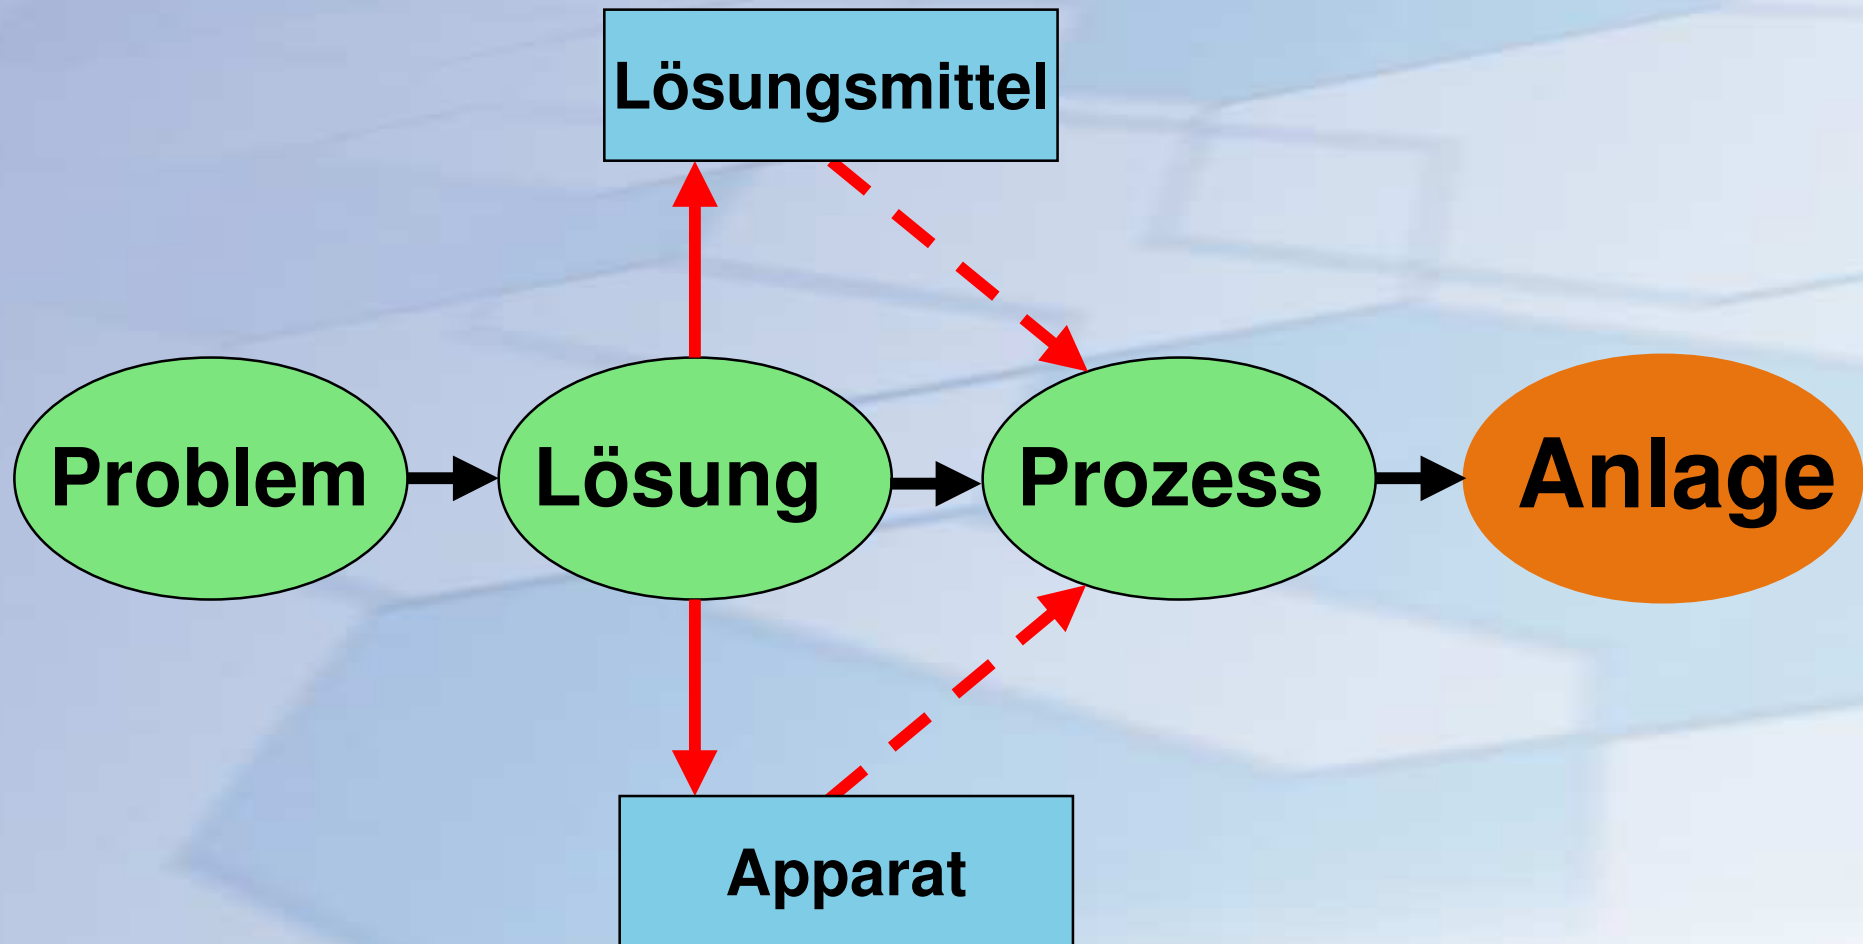 Lösungsmittel
Problem
Lösung
Prozess
Anlage
Apparat